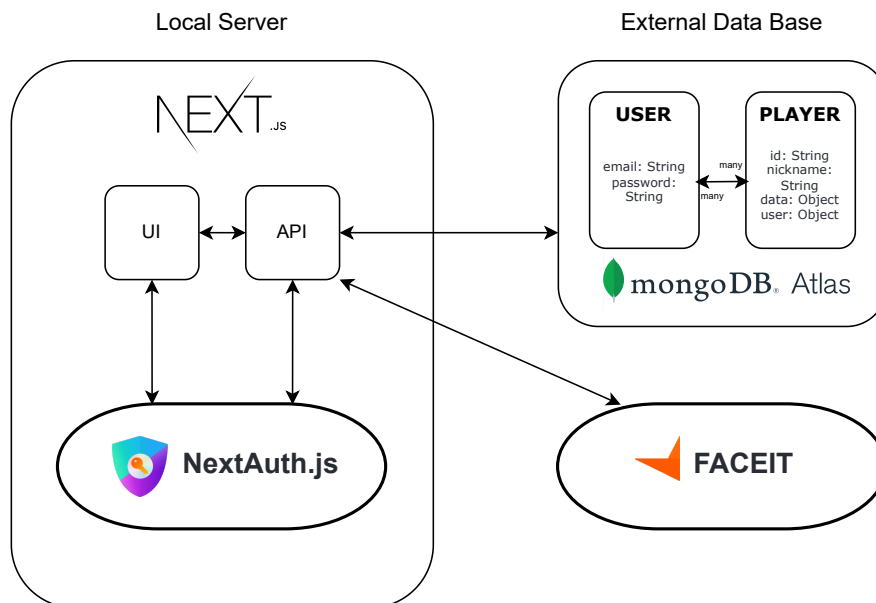 Local Server
External Data Base
NEXT.JS
USER
email: String
password:
String
many
many
PLAYER
id: String
nickname:
String
data: Object
user: Object
UI
API
mongoDB® Atlas
NextAuth.js
FACEIT